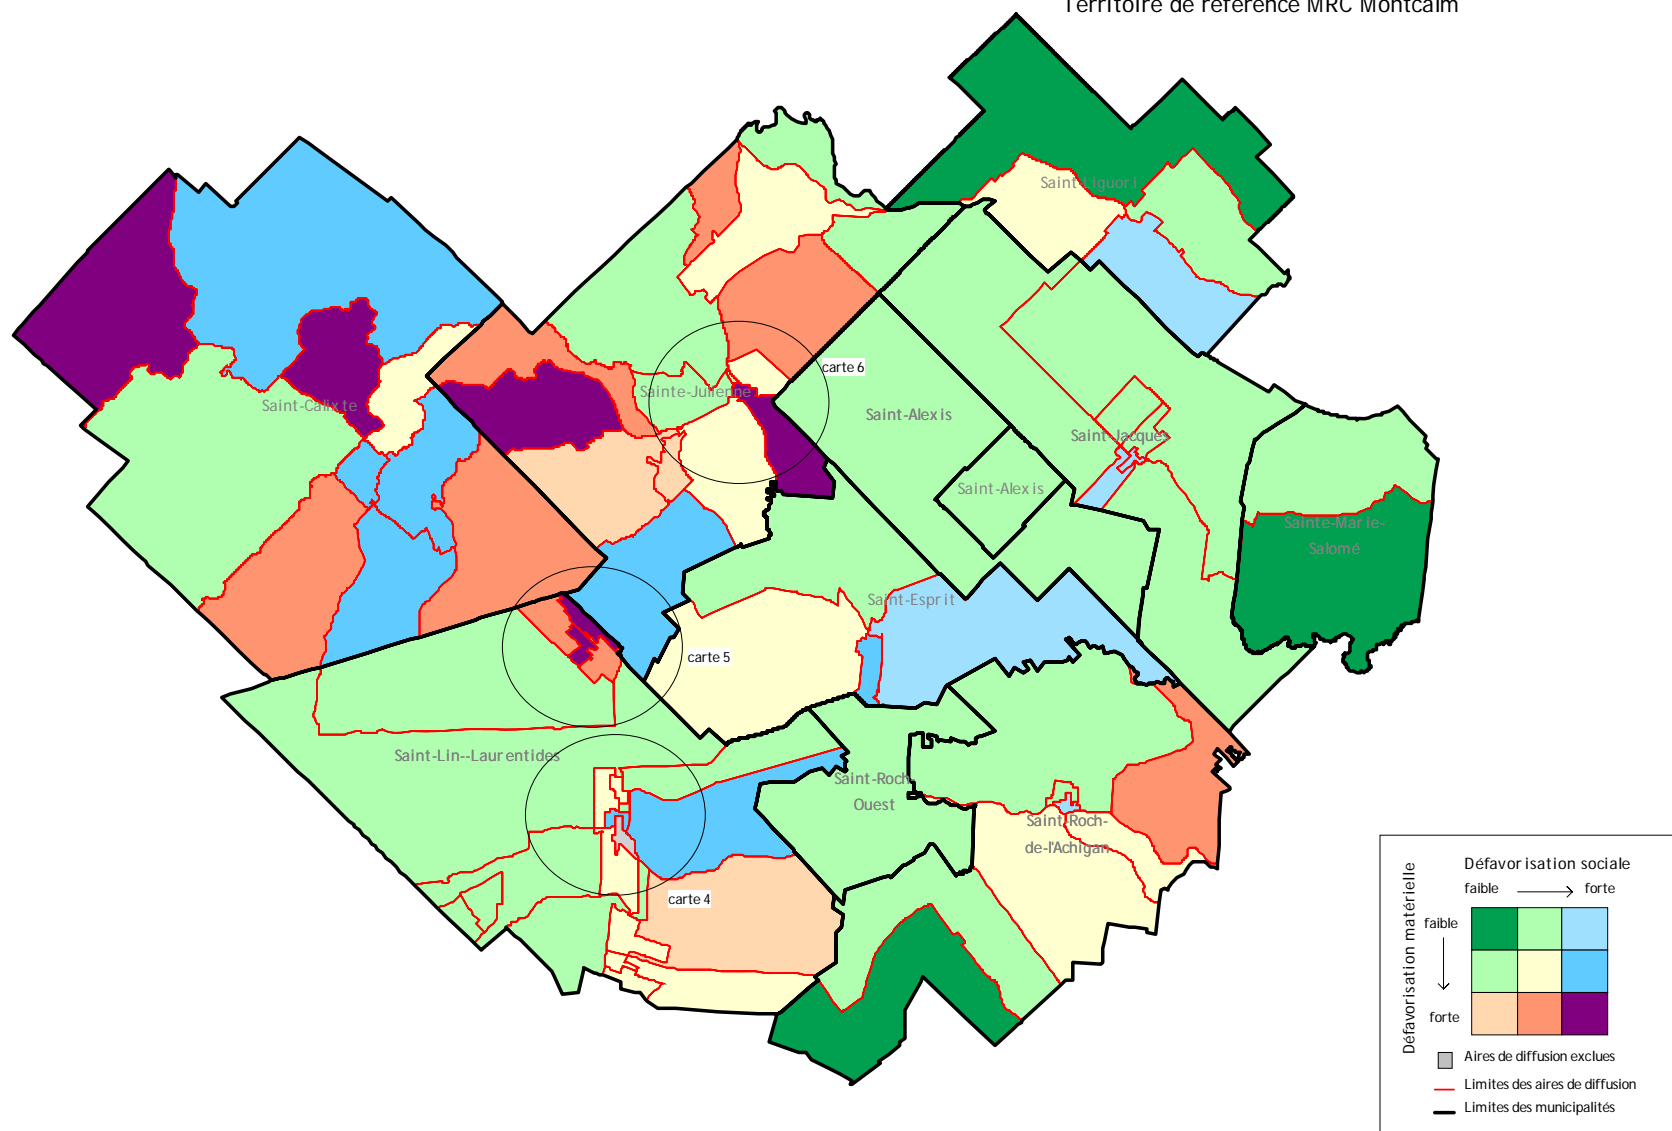 Territoire de référence MRC Montcalm
Saint-Liguori
carte 6
Sainte-Julienne
Saint-Calixte
Saint-Alexis
Saint-Jacques
Saint-Alexis
Sainte-Marie-
Salomé
Saint-Esprit
carte 5
Saint-Lin--Laurentides
Saint-Roch-
Ouest
Saint-Roch-
de-l'Achigan
carte 4
Défavorisation sociale
faible
forte
Défavorisation matérielle
faible
forte
Aires de diffusion exclues
Limites des aires de diffusion
Limites des municipalités